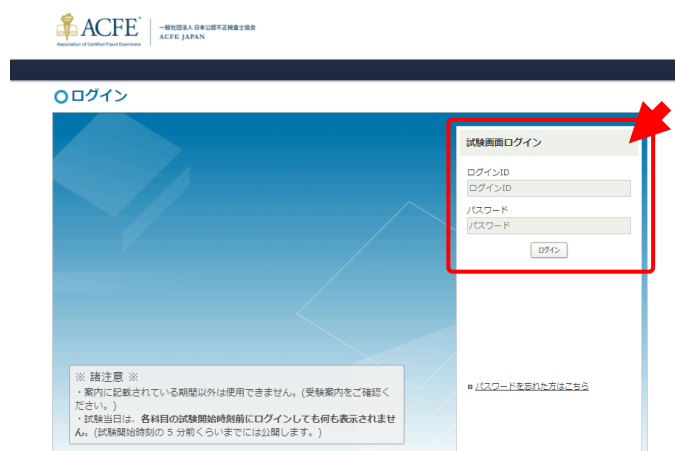 ACFE®
Association of Certified Fraud Examiners
一般社団法人 日本公認不正検査士協会
ACFE JAPAN
ログイン
試験画面ログイン
ログインID
ログインID
パスワード
パスワード
ログイン
※ 諸注意 ※
・案内に記載されている期間以外は使用できません。(受験案内をご確認く
ださい。)
・試験当日は、各科目の試験開始時刻前にログインしても何も表示されませ
ん。(試験開始時刻の 5 分前くらいまでには公開します。)
パスワードを忘れた方はこちら